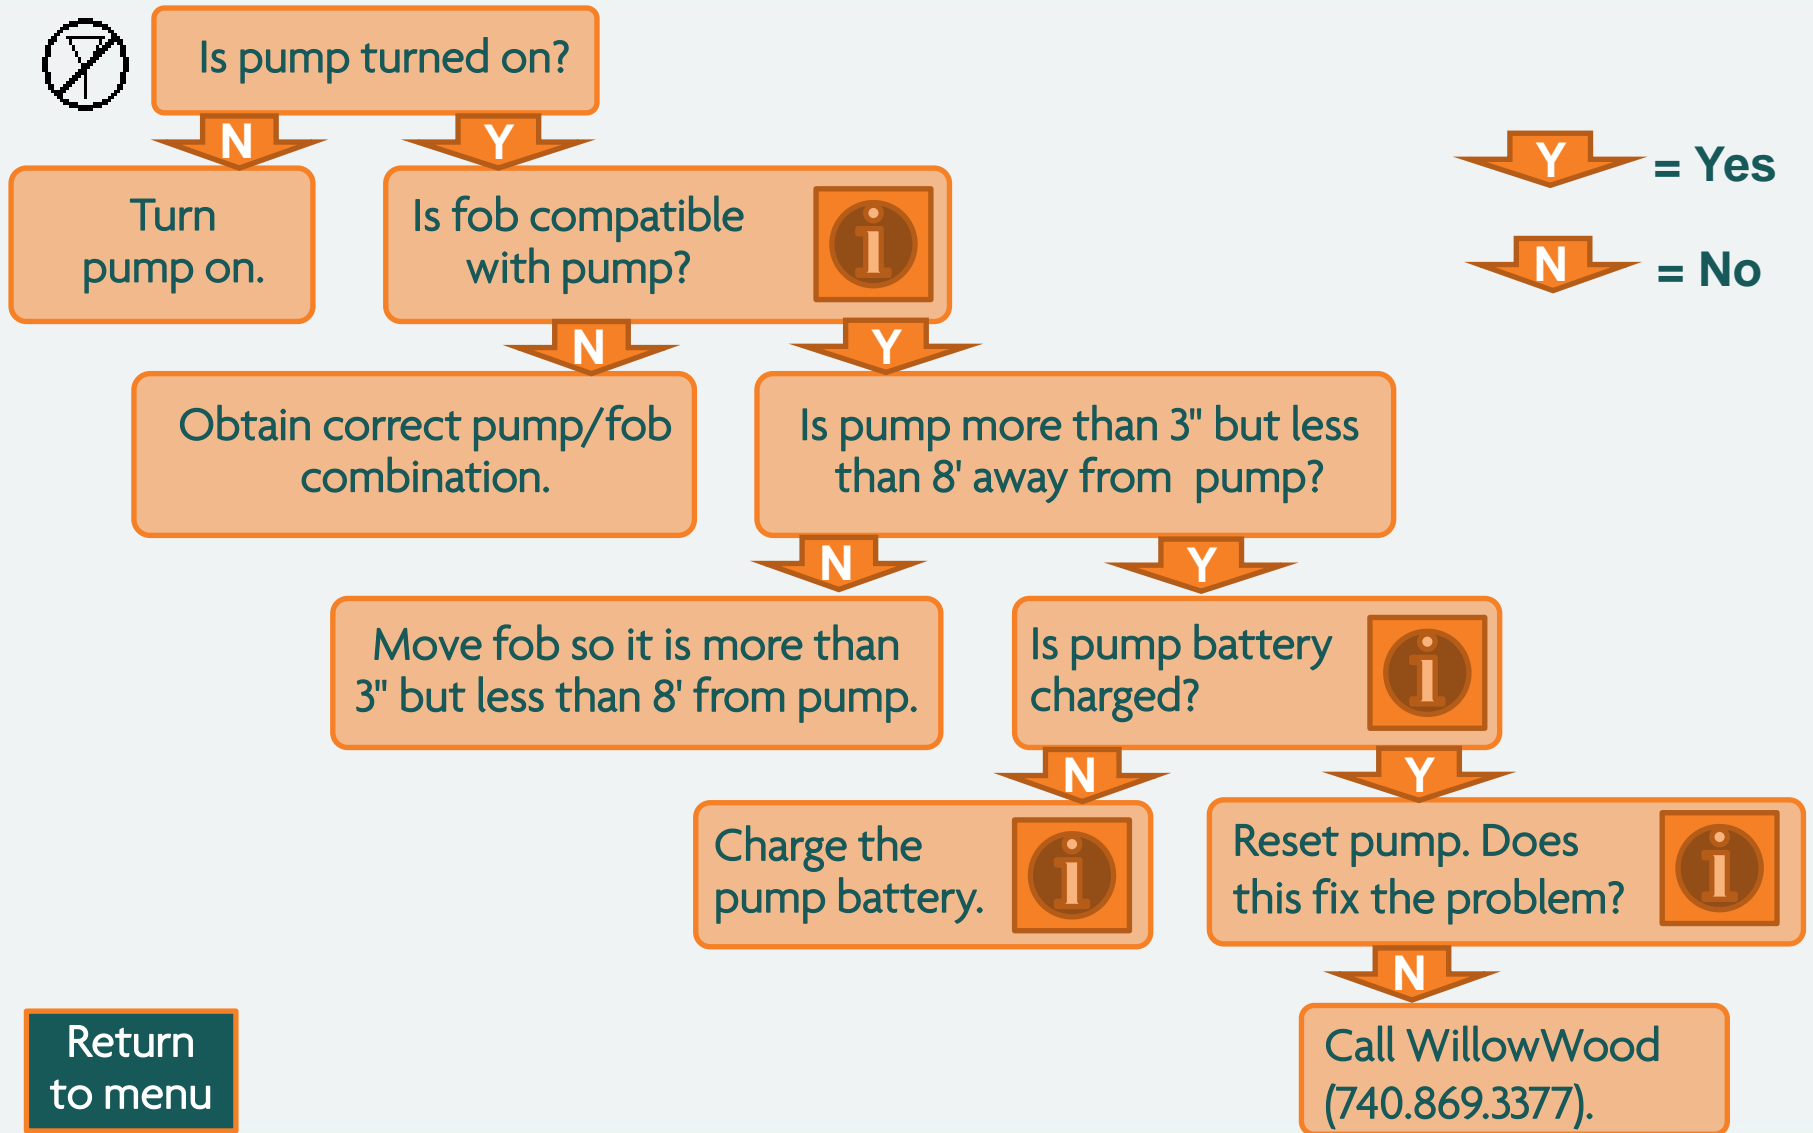 Is pump turned on?
N
Y
Y
= Yes
Turn
pump on.
Is fob compatible
with pump?
i
N
= No
N
Y
Obtain correct pump/fob
combination.
Is pump more than 3" but less
than 8' away from pump?
N
Y
Move fob so it is more than
3" but less than 8' from pump.
Is pump battery
charged?
i
N
Y
Charge the
pump battery.
i
Reset pump. Does
this fix the problem?
i
N
Return
to menu
Call WillowWood
(740.869.3377).